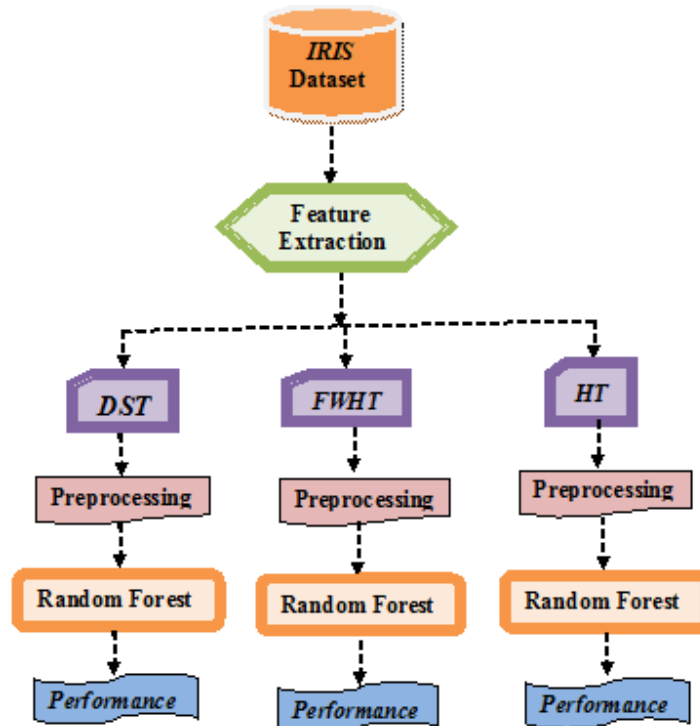 IRIS
Dataset
Feature
Extraction
DST
FWHT
HT
Preprocessing
Preprocessing
Preprocessing
Random Forest
Random Forest
Random Forest
Performance
Performance
Performance